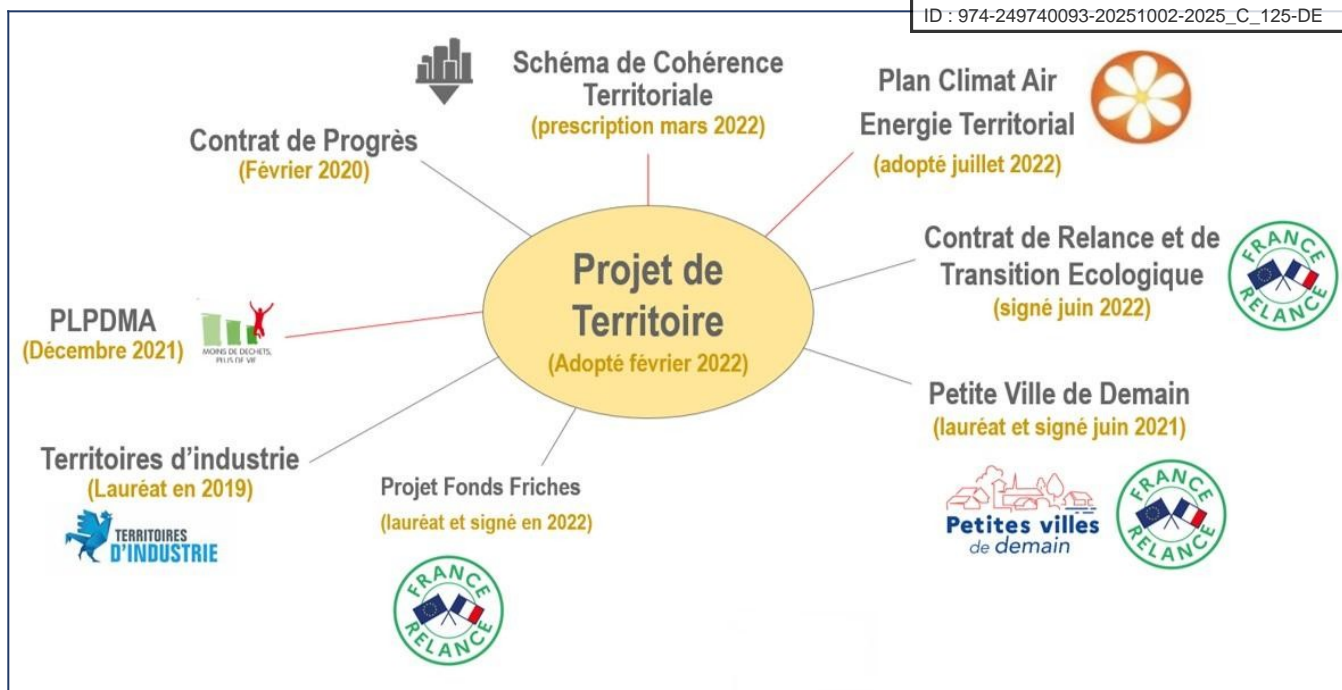 ID : 974-249740093-20251002-2025_C_125-DE
Schéma de Cohérence
Territoriale
(prescription mars 2022)
Plan Climat Air
Energie Territorial
(adopté juillet 2022)
Contrat de Progrès
(Février 2020)
Contrat de Relance et de
Transition Ecologique
(signé juin 2022)
FRANCE
RELANCE
Projet de
Territoire
(Adopté février 2022)
PLPDMA
(Décembre 2021)
MOINS DE DECHETS,
PLUS DE VIE
Petite Ville de Demain
(lauréat et signé juin 2021)
Petites villes
de demain
FRANCE
RELANCE
Territoires d’industrie
(Lauréat en 2019)
TERRITOIRES
D'INDUSTRIE
Projet Fonds Friches
(lauréat et signé en 2022)
FRANCE
RELANCE